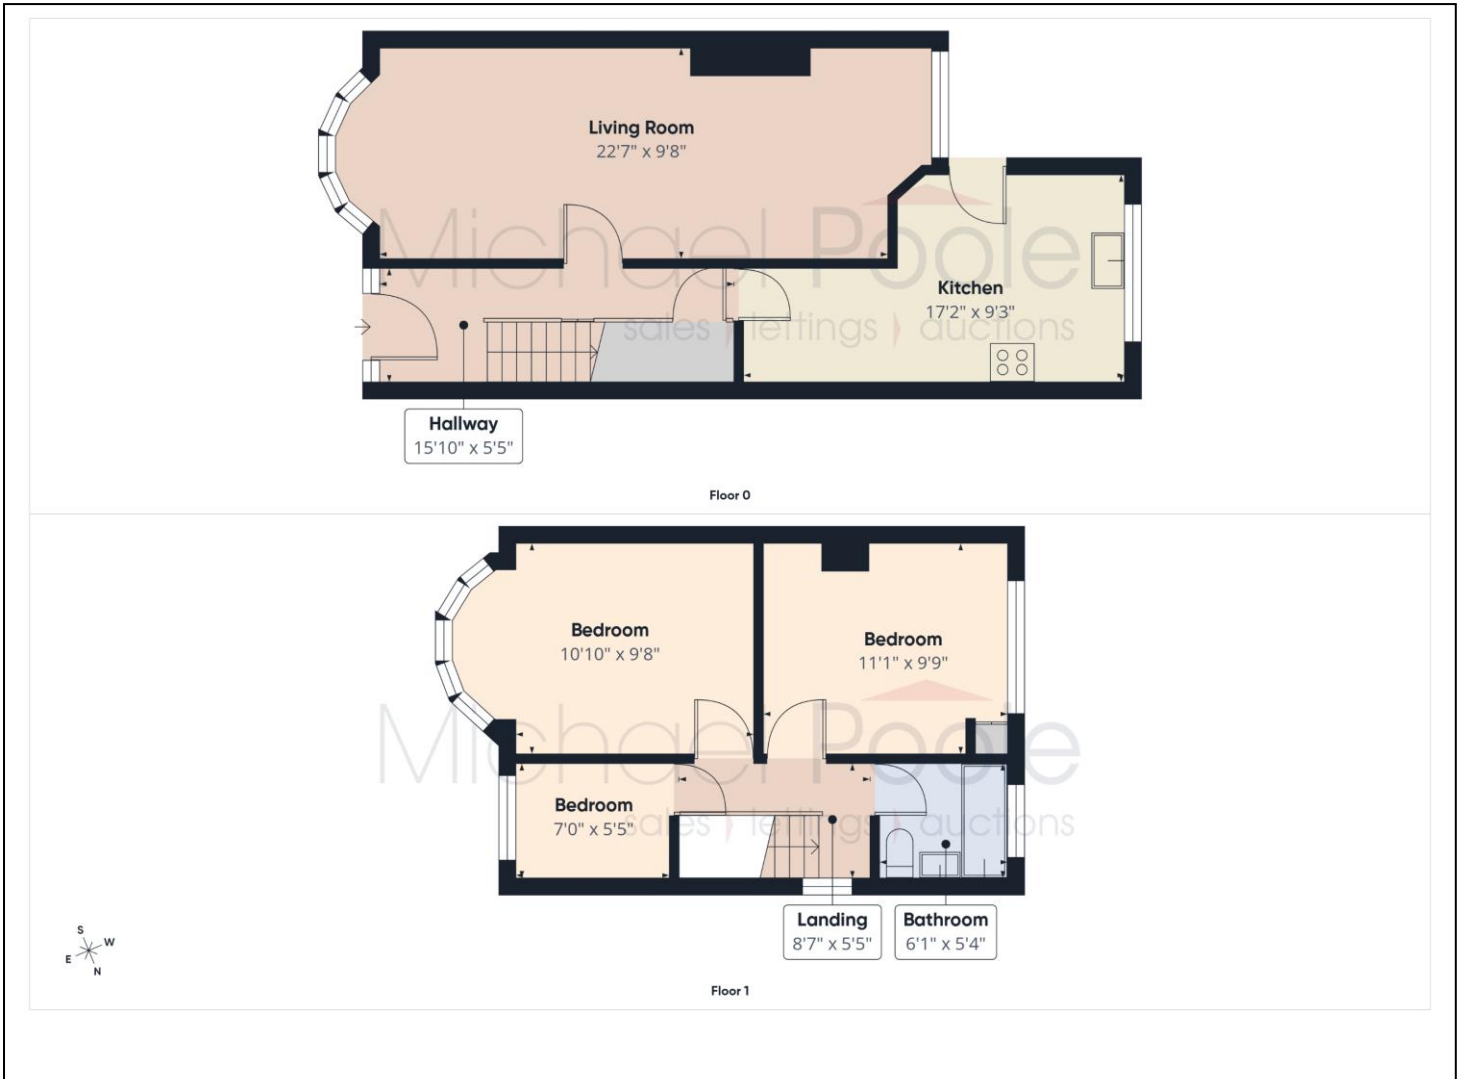 Living Room
22'7" x 9'8"
Michael Poole
sales lettings auctions
Kitchen
17'2" x 9'3"
Hallway
15'10" x 5'5"
Floor 0
Bedroom
10'10" x 9'8"
Bedroom
11'1" x 9'9"
Michael Poole
sales lettings auctions
Bedroom
7'0" x 5'5"
Landing
8'7" x 5'5"
Bathroom
6'1" x 5'4"
S
W
E
N
Floor 1